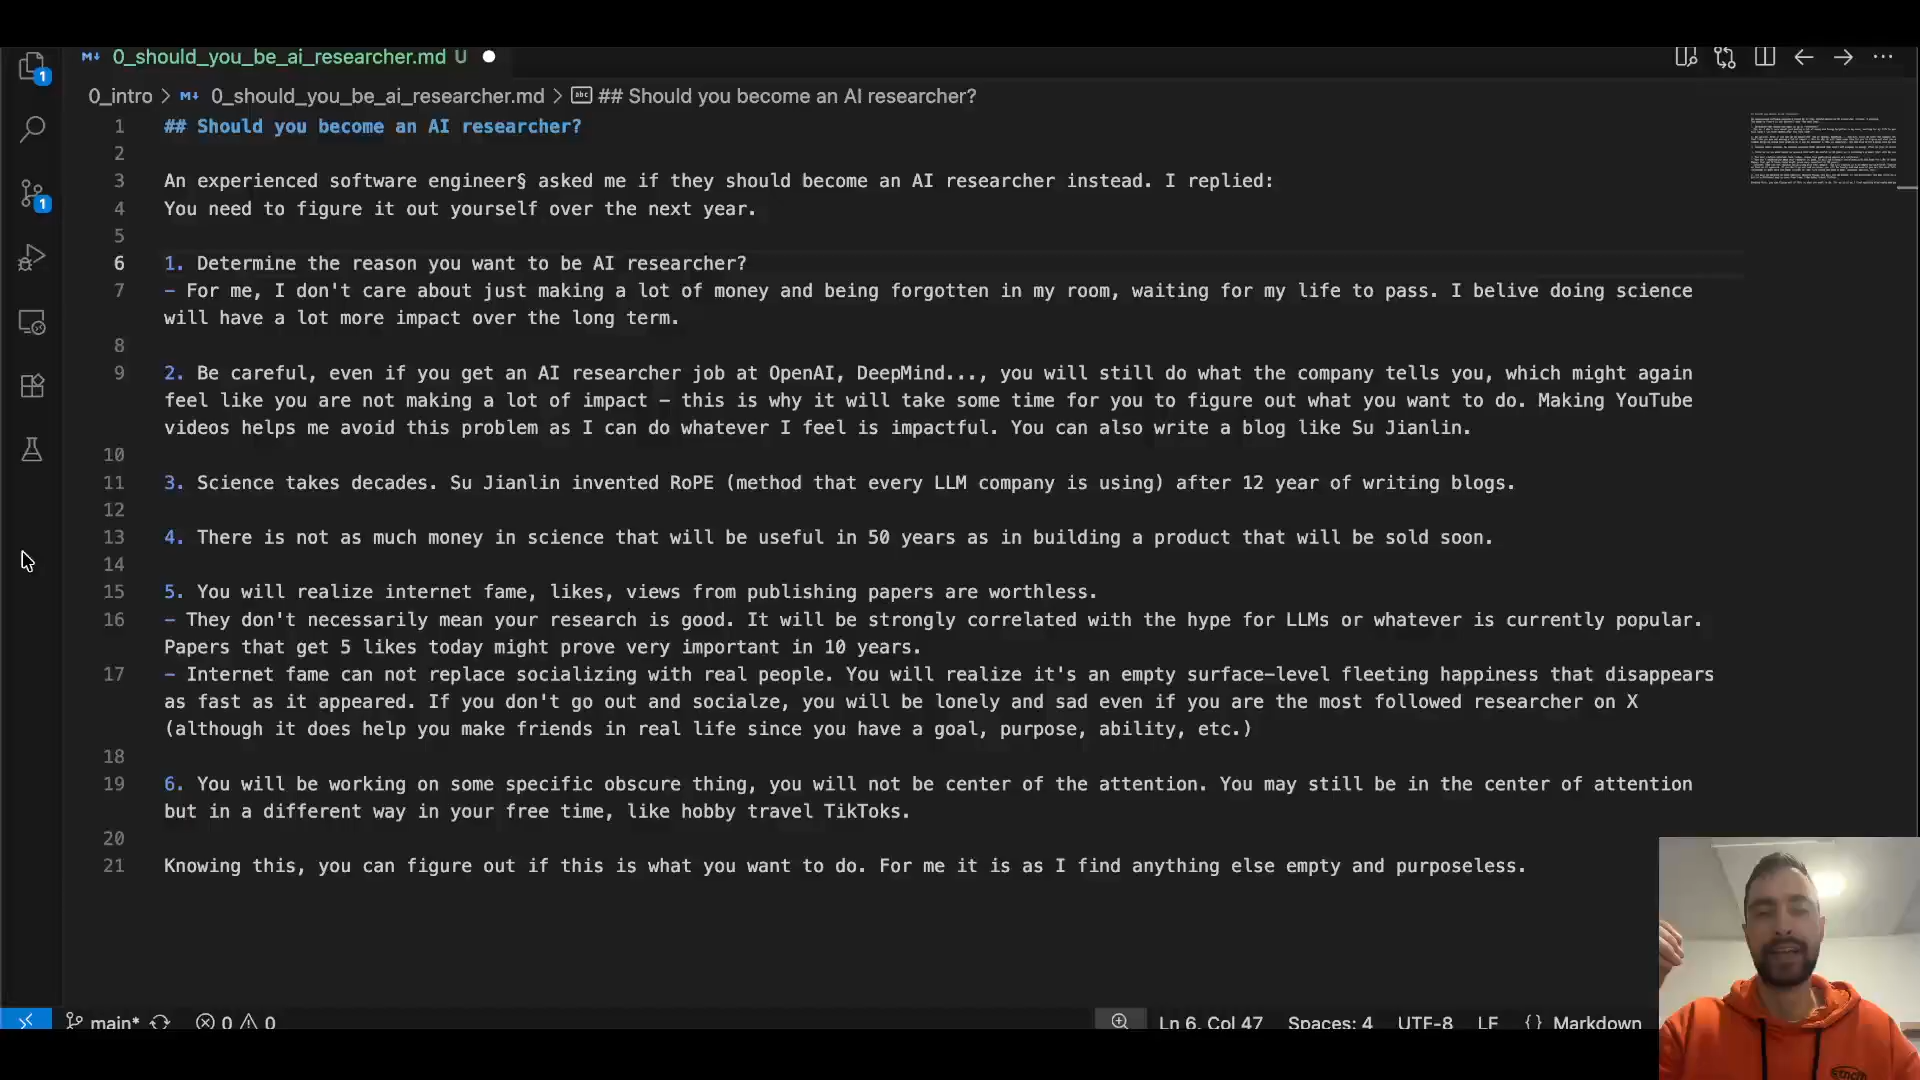 0_should_you_be_ai_researcher.md U
0_intro > 0_should_you_be_ai_researcher.md > ## Should you become an AI researcher?
1 ## Should you become an AI researcher?
2
3 An experienced software engineer§ asked me if they should become an AI researcher instead. I replied:
4 You need to figure it out yourself over the next year.
5
6 1. Determine the reason you want to be AI researcher?
7 - For me, I don't care about just making a lot of money and being forgotten in my room, waiting for my life to pass. I belive doing science
will have a lot more impact over the long term.
8
9 2. Be careful, even if you get an AI researcher job at OpenAI, DeepMind..., you will still do what the company tells you, which might again
feel like you are not making a lot of impact - this is why it will take some time for you to figure out what you want to do. Making YouTube
videos helps me avoid this problem as I can do whatever I feel is impactful. You can also write a blog like Su Jianlin.
10
11 3. Science takes decades. Su Jianlin invented RoPE (method that every LLM company is using) after 12 year of writing blogs.
12
13 4. There is not as much money in science that will be useful in 50 years as in building a product that will be sold soon.
14
15 5. You will realize internet fame, likes, views from publishing papers are worthless.
16 - They don't necessarily mean your research is good. It will be strongly correlated with the hype for LLMs or whatever is currently popular.
Papers that get 5 likes today might prove very important in 10 years.
17 - Internet fame can not replace socializing with real people. You will realize it's an empty surface-level fleeting happiness that disappears
as fast as it appeared. If you don't go out and socialze, you will be lonely and sad even if you are the most followed researcher on X
(although it does help you make friends in real life since you have a goal, purpose, ability, etc.)
18
19 6. You will be working on some specific obscure thing, you will not be center of the attention. You may still be in the center of attention
but in a different way in your free time, like hobby travel TikToks.
20
21 Knowing this, you can figure out if this is what you want to do. For me it is as I find anything else empty and purposeless.
1
1
main* 0 0 Ln 6, Col 47 Spaces: 4 UTF-8 LF {} Markdown